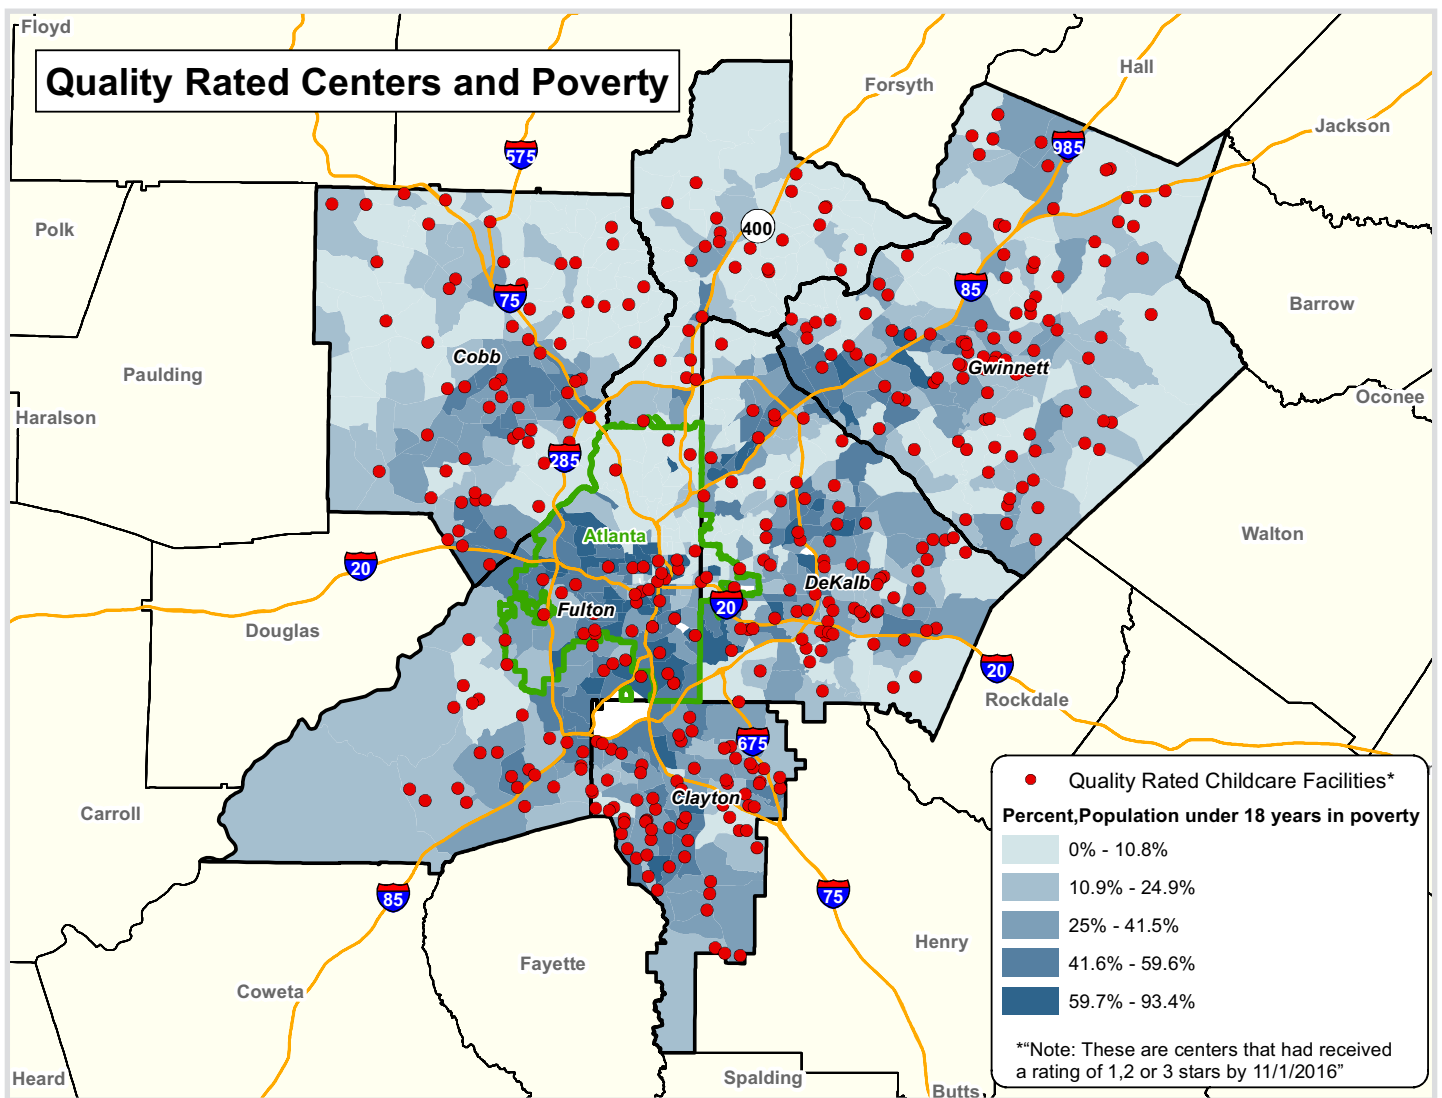 Floyd
Quality Rated Centers and Poverty
Forsyth
Hall
Jackson
575
985
Polk
400
75
85
Barrow
Cobb
Gwinnett
Paulding
Haralson
Oconee
285
Atlanta
Walton
20
DeKalb
Fulton
20
Douglas
20
Rockdale
675
Clayton
Carroll
85
75
Henry
Fayette
Coweta
Heard
Spalding
Butts
Quality Rated Childcare Facilities*
Percent,Population under 18 years in poverty
0% - 10.8%
10.9% - 24.9%
25% - 41.5%
41.6% - 59.6%
59.7% - 93.4%
*“Note: These are centers that had received
a rating of 1,2 or 3 stars by 11/1/2016”